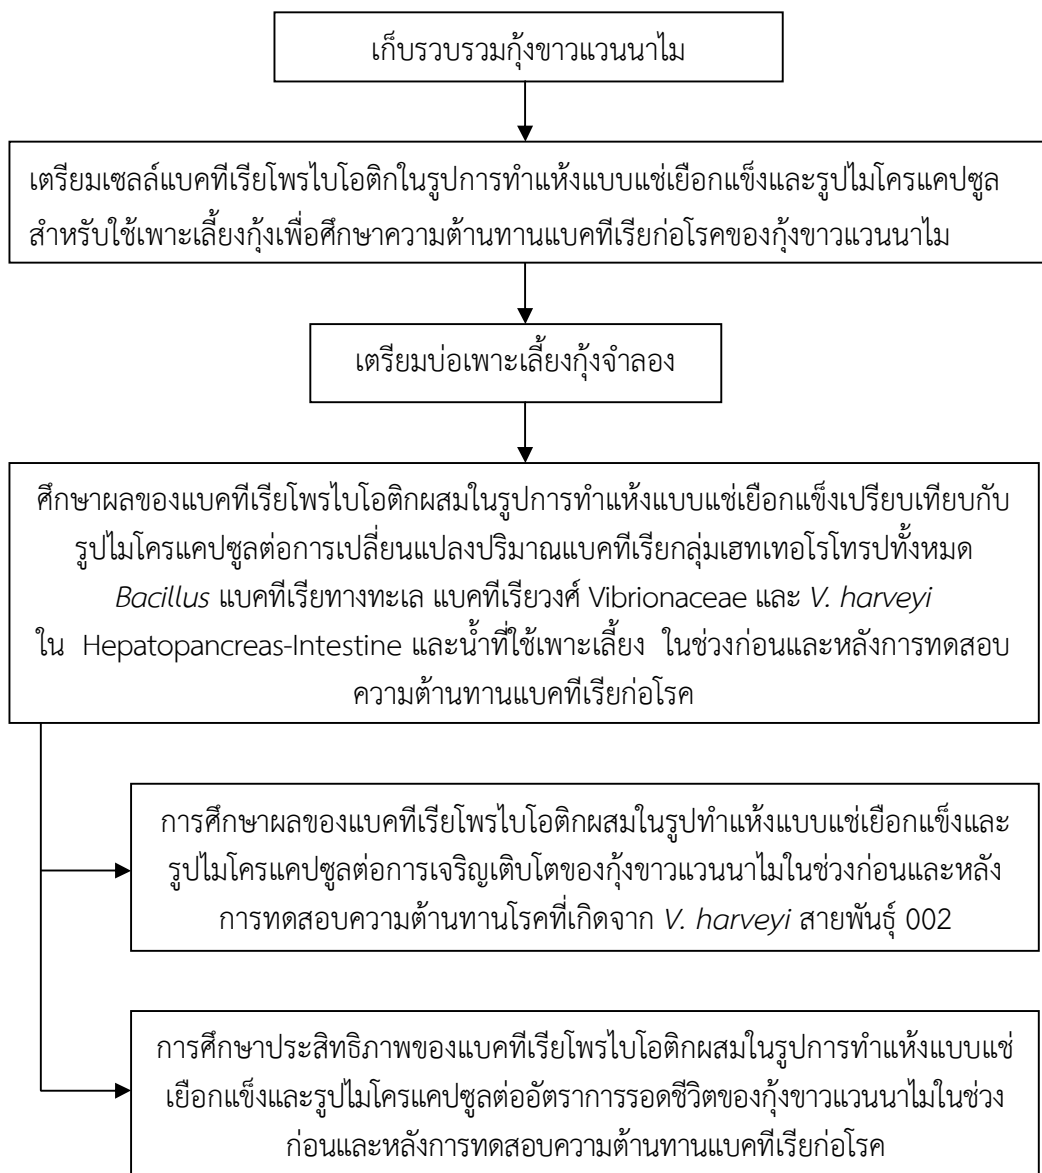 เก็บรวบรวมกุ้งขาวแวนนาไม
เตรียมเซลล์แบคทีเรียโพรไบโอติกในรูปการทำแห้งแบบแช่เยือกแข็งและรูปไมโครแคปซูล
สำหรับใช้เพาะเลี้ยงกุ้งเพื่อศึกษาความต้านทานแบคทีเรียก่อโรคของกุ้งขาวแวนนาไม
เตรียมบ่อเพาะเลี้ยงกุ้งจำลอง
ศึกษาผลของแบคทีเรียโพรไบโอติกผสมในรูปการทำแห้งแบบแช่เยือกแข็งเปรียบเทียบกับ
รูปไมโครแคปซูลต่อการเปลี่ยนแปลงปริมาณแบคทีเรียกลุ่มเฮทเทอโรโทรปทั้งหมด
Bacillus แบคทีเรียทางทะเล แบคทีเรียวงศ์ Vibrionaceae และ V. harveyi
ใน Hepatopancreas-Intestine และน้ำที่ใช้เพาะเลี้ยง ในช่วงก่อนและหลังการทดสอบ
ความต้านทานแบคทีเรียก่อโรค
การศึกษาผลของแบคทีเรียโพรไบโอติกผสมในรูปทำแห้งแบบแช่เยือกแข็งและ
รูปไมโครแคปซูลต่อการเจริญเติบโตของกุ้งขาวแวนนาไมในช่วงก่อนและหลัง
การทดสอบความต้านทานโรคที่เกิดจาก V. harveyi สายพันธุ์ 002
การศึกษาประสิทธิภาพของแบคทีเรียโพรไบโอติกผสมในรูปการทำแห้งแบบแช่
เยือกแข็งและรูปไมโครแคปซูลต่ออัตราการรอดชีวิตของกุ้งขาวแวนนาไมในช่วง
ก่อนและหลังการทดสอบความต้านทานแบคทีเรียก่อโรค